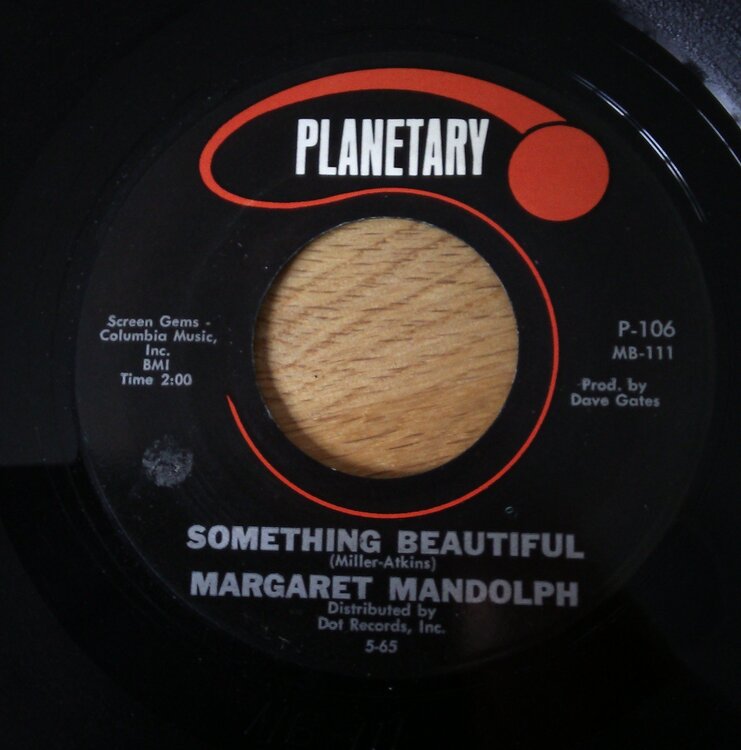 PLANETARY
Screen Gems -
Columbia Music,
Inc.
BMI
Time 2:00
P-106
MB-111
Prod. by
Dave Gates
SOMETHING BEAUTIFUL
(Miller-Atkins)
MARGARET MANDOLPH
Distributed by
Dot Records, Inc.
5-65